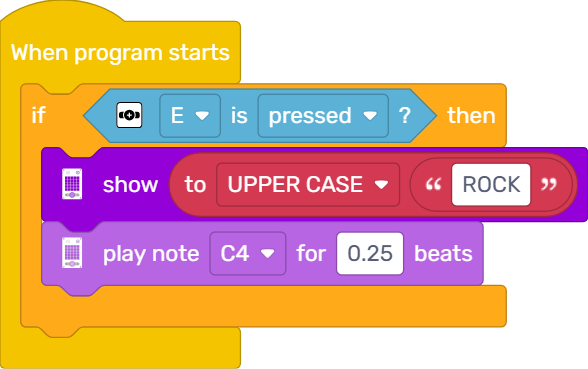 When program starts
if E is pressed ? then
show to UPPER CASE “ ROCK ”
play note C4 for 0.25 beats